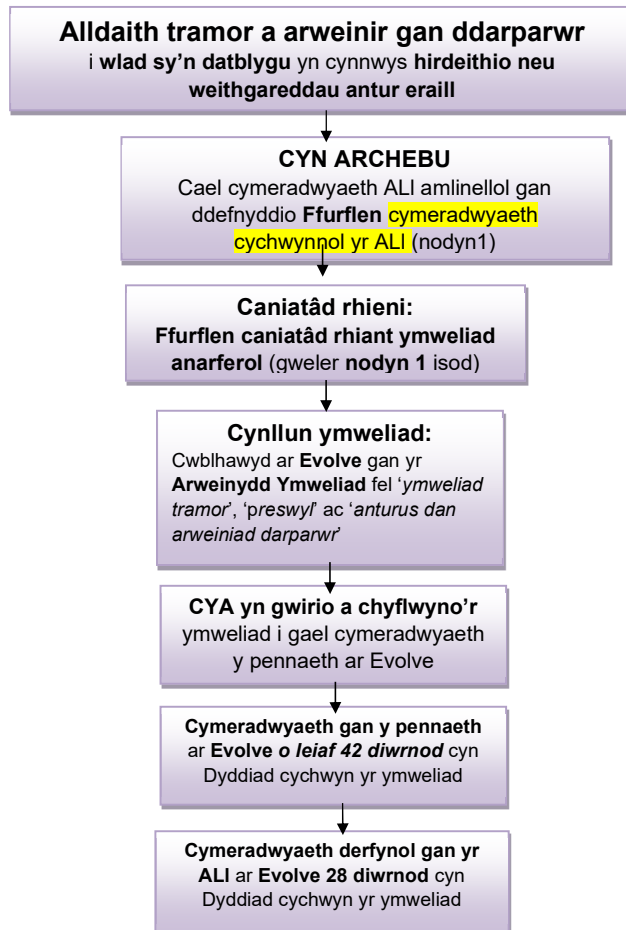 Alldaith tramor a arweinir gan ddarparwr
i wlad sy'n datblygu yn cynnwys hirdeithio neu
weithgareddau antur eraill
CYN ARCHEBU
Cael cymeradwyaeth ALl amlinellol gan
ddefnyddio Ffurflen cymeradwyaeth
cychwynnol yr ALl (nodyn1)
Caniatâd rhieni:
Ffurflen caniatâd rhiant ymweliad
anarferol (gweler nodyn 1 isod)
Cynllun ymweliad:
Cwblhawyd ar Evolve gan yr
Arweinydd Ymweliad fel 'ymweliad
tramor', 'preswyl' ac 'anturus dan
arweiniad darparwr'
CYA yn gwirio a chyflwyno'r
ymweliad i gael cymeradwyaeth
y pennaeth ar Evolve
Cymeradwyaeth gan y pennaeth
ar Evolve o leiaf 42 diwrnod cyn
Dyddiad cychwyn yr ymweliad
Cymeradwyaeth derfynol gan yr
ALl ar Evolve 28 diwrnod cyn
Dyddiad cychwyn yr ymweliad